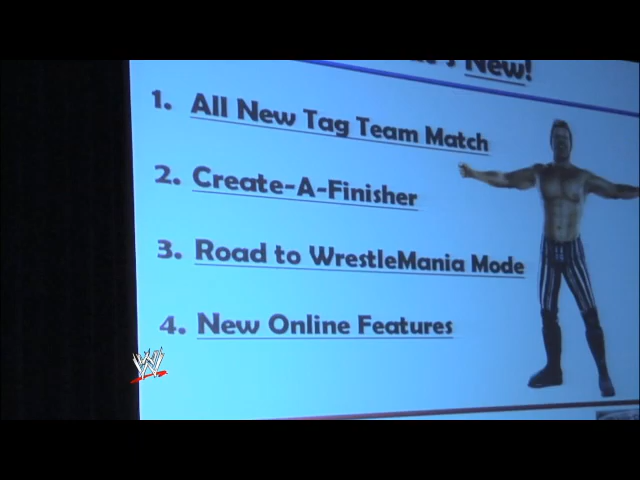 New!
1. All New Tag Team Match
2. Create-A-Finisher
3. Road to WrestleMania Mode
4. New Online Features
W